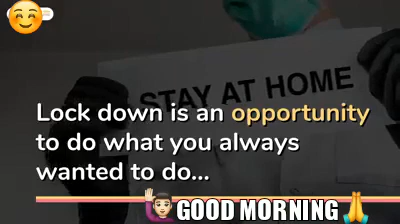 STAY AT HOME
Lock down is an opportunity
to do what you always
wanted to do...
GOOD MORNING